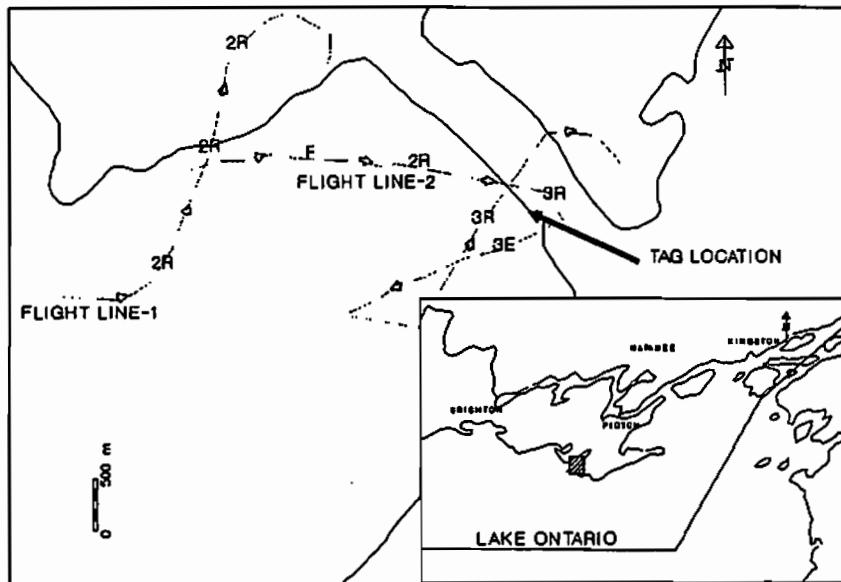 2R
N
2R
E
2R
FLIGHT LINE-2
3R
3R
3E
TAG LOCATION
2R
FLIGHT LINE-1
500 m
0
N
NAPANEE
KINGSTON
BRIGHTON
PICTON
LAKE ONTARIO